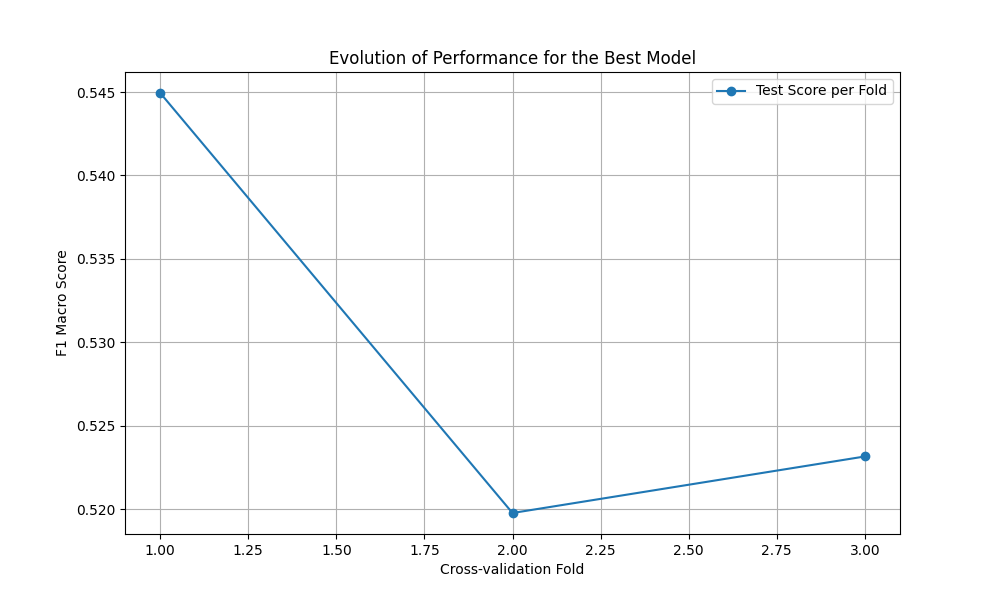 Evolution of Performance for the Best Model
Test Score per Fold
F1 Macro Score
0.545
0.540
0.535
0.530
0.525
0.520
1.00 1.25 1.50 1.75 2.00 2.25 2.50 2.75 3.00
Cross-validation Fold